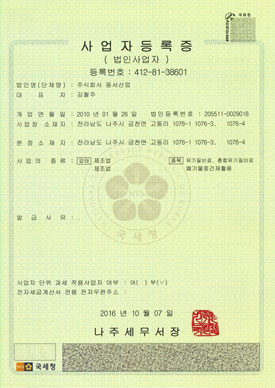 국세청
사업자등록증
( 법인사업자 )
등록번호 : 412-81-38601
법인명(단체명) : 주식회사 동서산업
대 표 자 : 김철주
개 업 연 월 일 : 2010 년 01 월 26 일 법인등록번호 : 205511-0029018
사업장 소재지 : 전라남도 나주시 금천면 고동리 1076-1 1076-3, 1076-4
본 점 소 재 지 : 전라남도 나주시 금천면 고동리 1076-1 1076-3, 1076-4
사 업 의 종 류 : 업태 제조업 종목 유기질비료, 혼합유기질비료
제조업 폐기물중간재활용
발 급 사 유 :
국세청
사업자 단위 과세 적용사업자 여부 : 여( ) 부(∨)
전자세금계산서 전용 전자우편주소 :
2016 년 10 월 07 일
나주세무서장
국세청